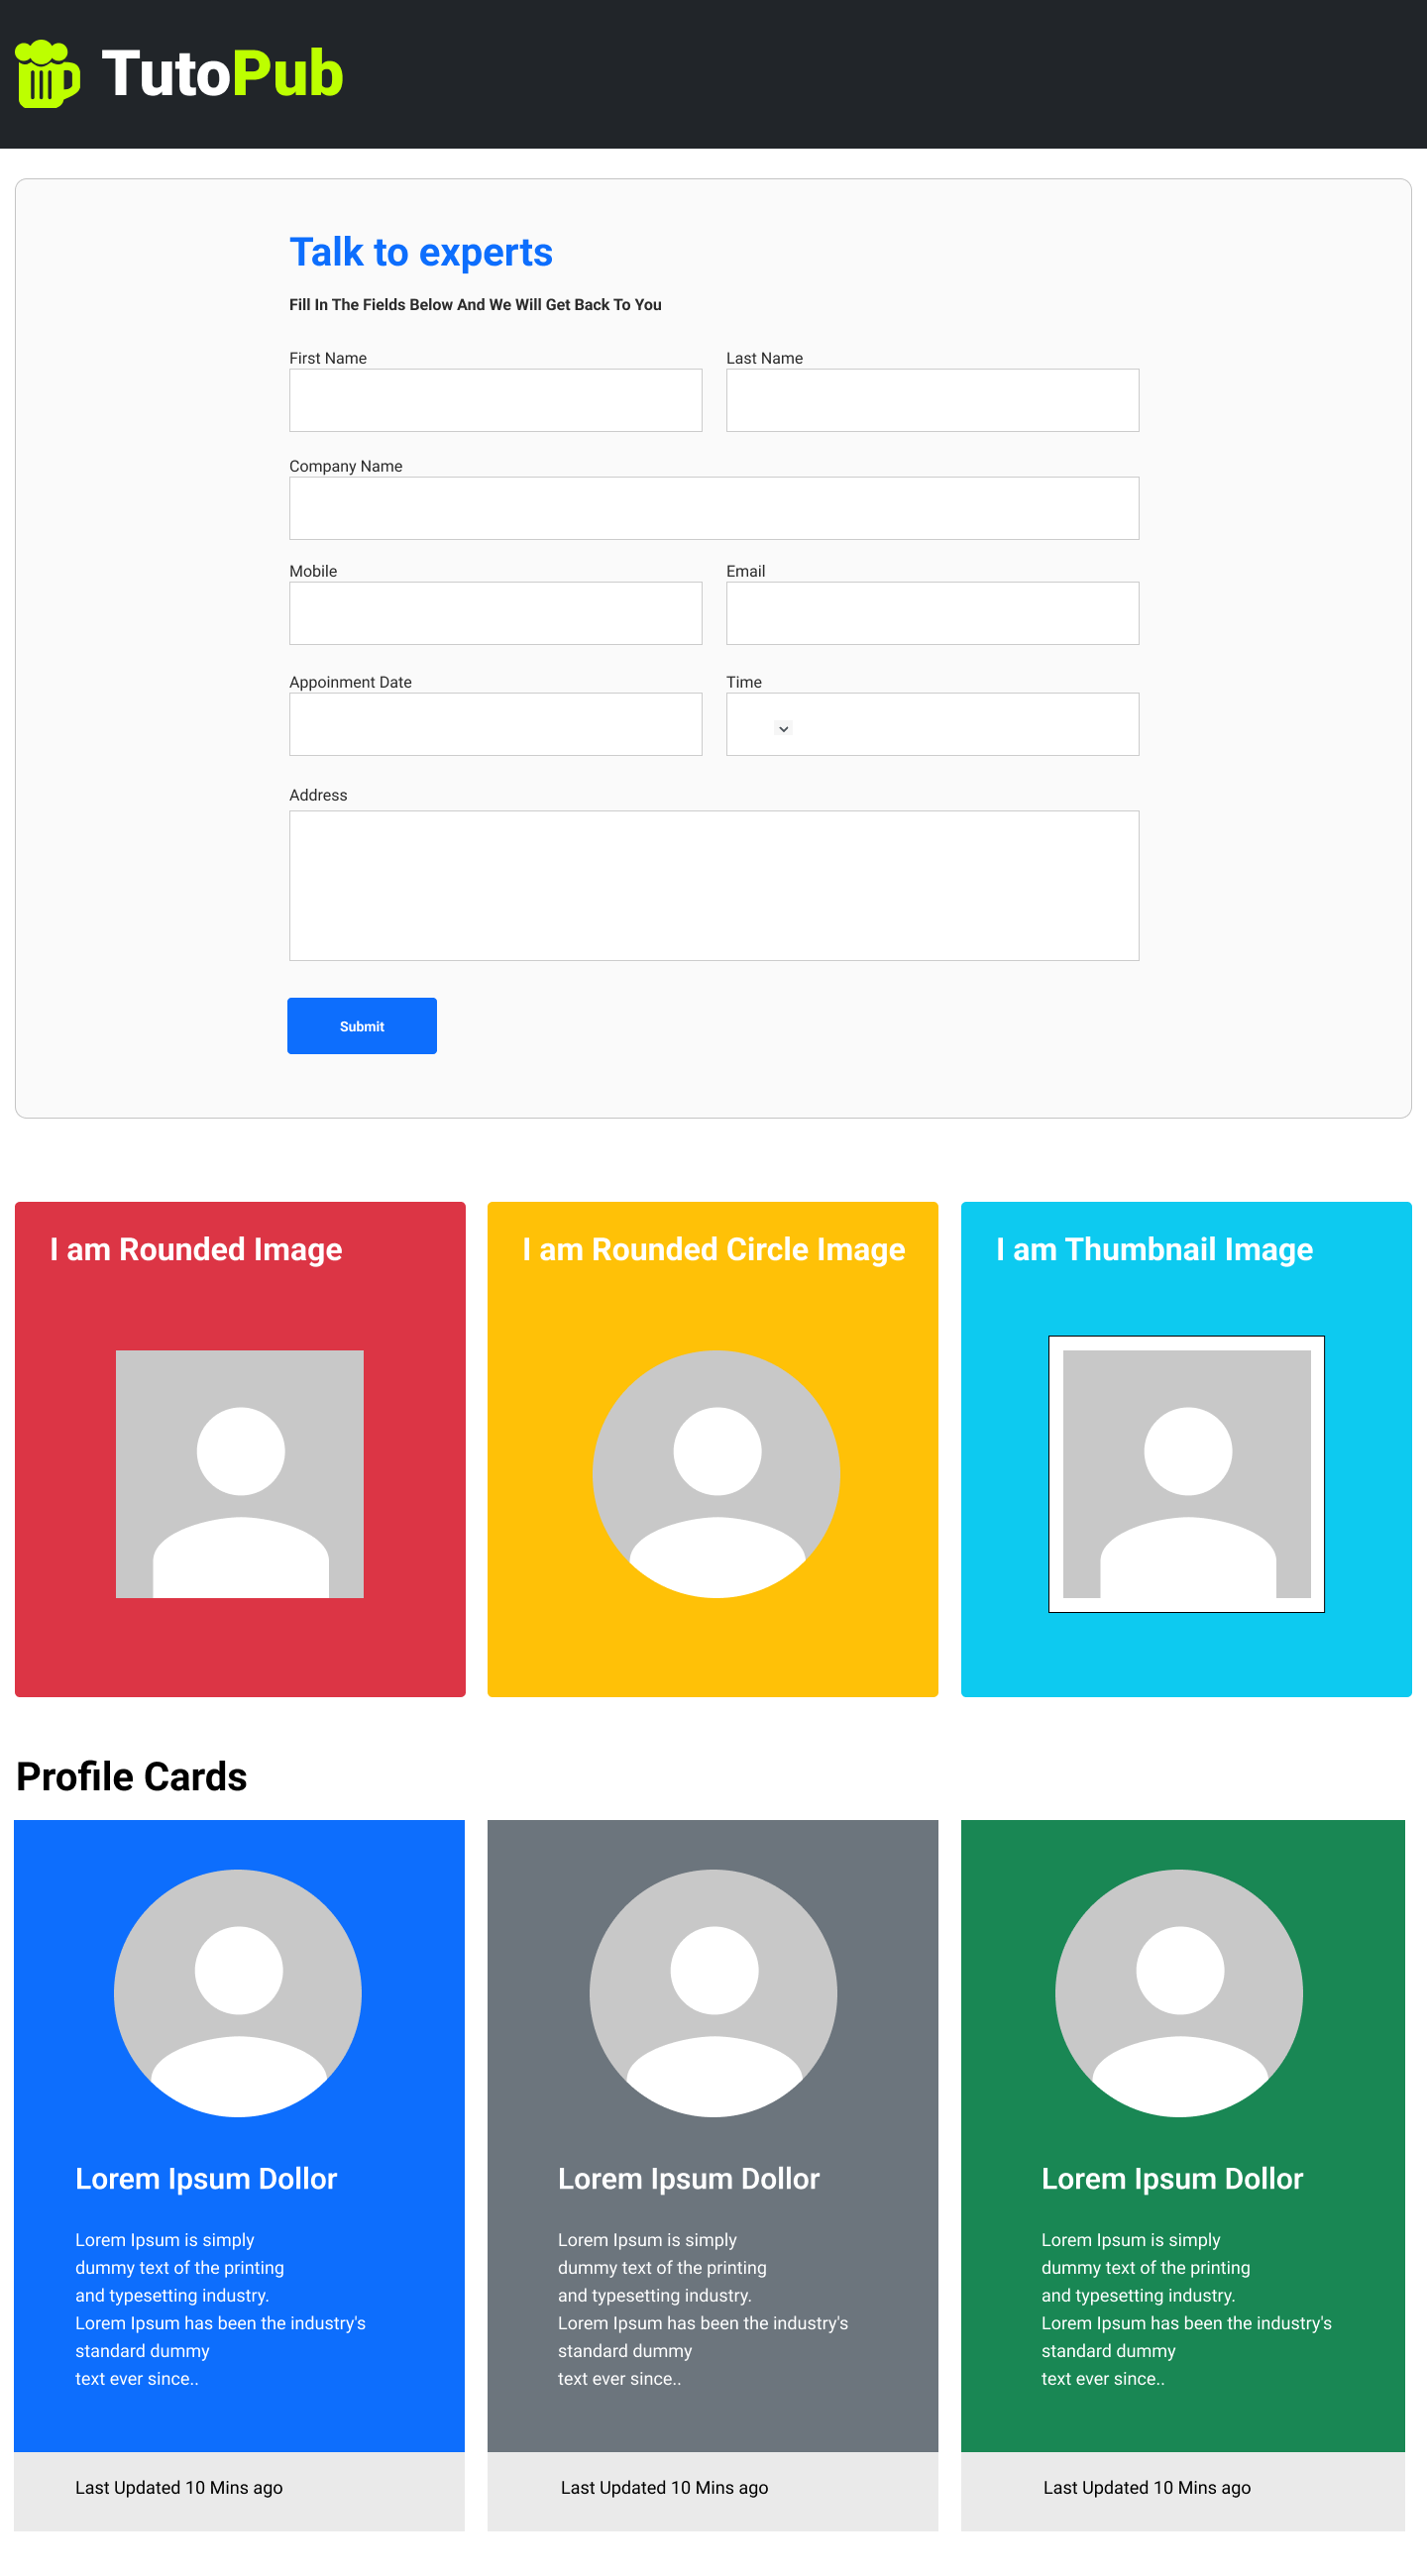 TutoPub
Talk to experts
Fill In The Fields Below And We Will Get Back To You
First Name
Last Name
Company Name
Mobile
Email
Appoinment Date
Time
Address
Submit
I am Rounded Image
I am Rounded Circle Image
I am Thumbnail Image
Profile Cards
Lorem Ipsum Dollor
Lorem Ipsum is simply
dummy text of the printing
and typesetting industry.
Lorem Ipsum has been the industry's
standard dummy
text ever since..
Last Updated 10 Mins ago
Lorem Ipsum Dollor
Lorem Ipsum is simply
dummy text of the printing
and typesetting industry.
Lorem Ipsum has been the industry's
standard dummy
text ever since..
Last Updated 10 Mins ago
Lorem Ipsum Dollor
Lorem Ipsum is simply
dummy text of the printing
and typesetting industry.
Lorem Ipsum has been the industry's
standard dummy
text ever since..
Last Updated 10 Mins ago